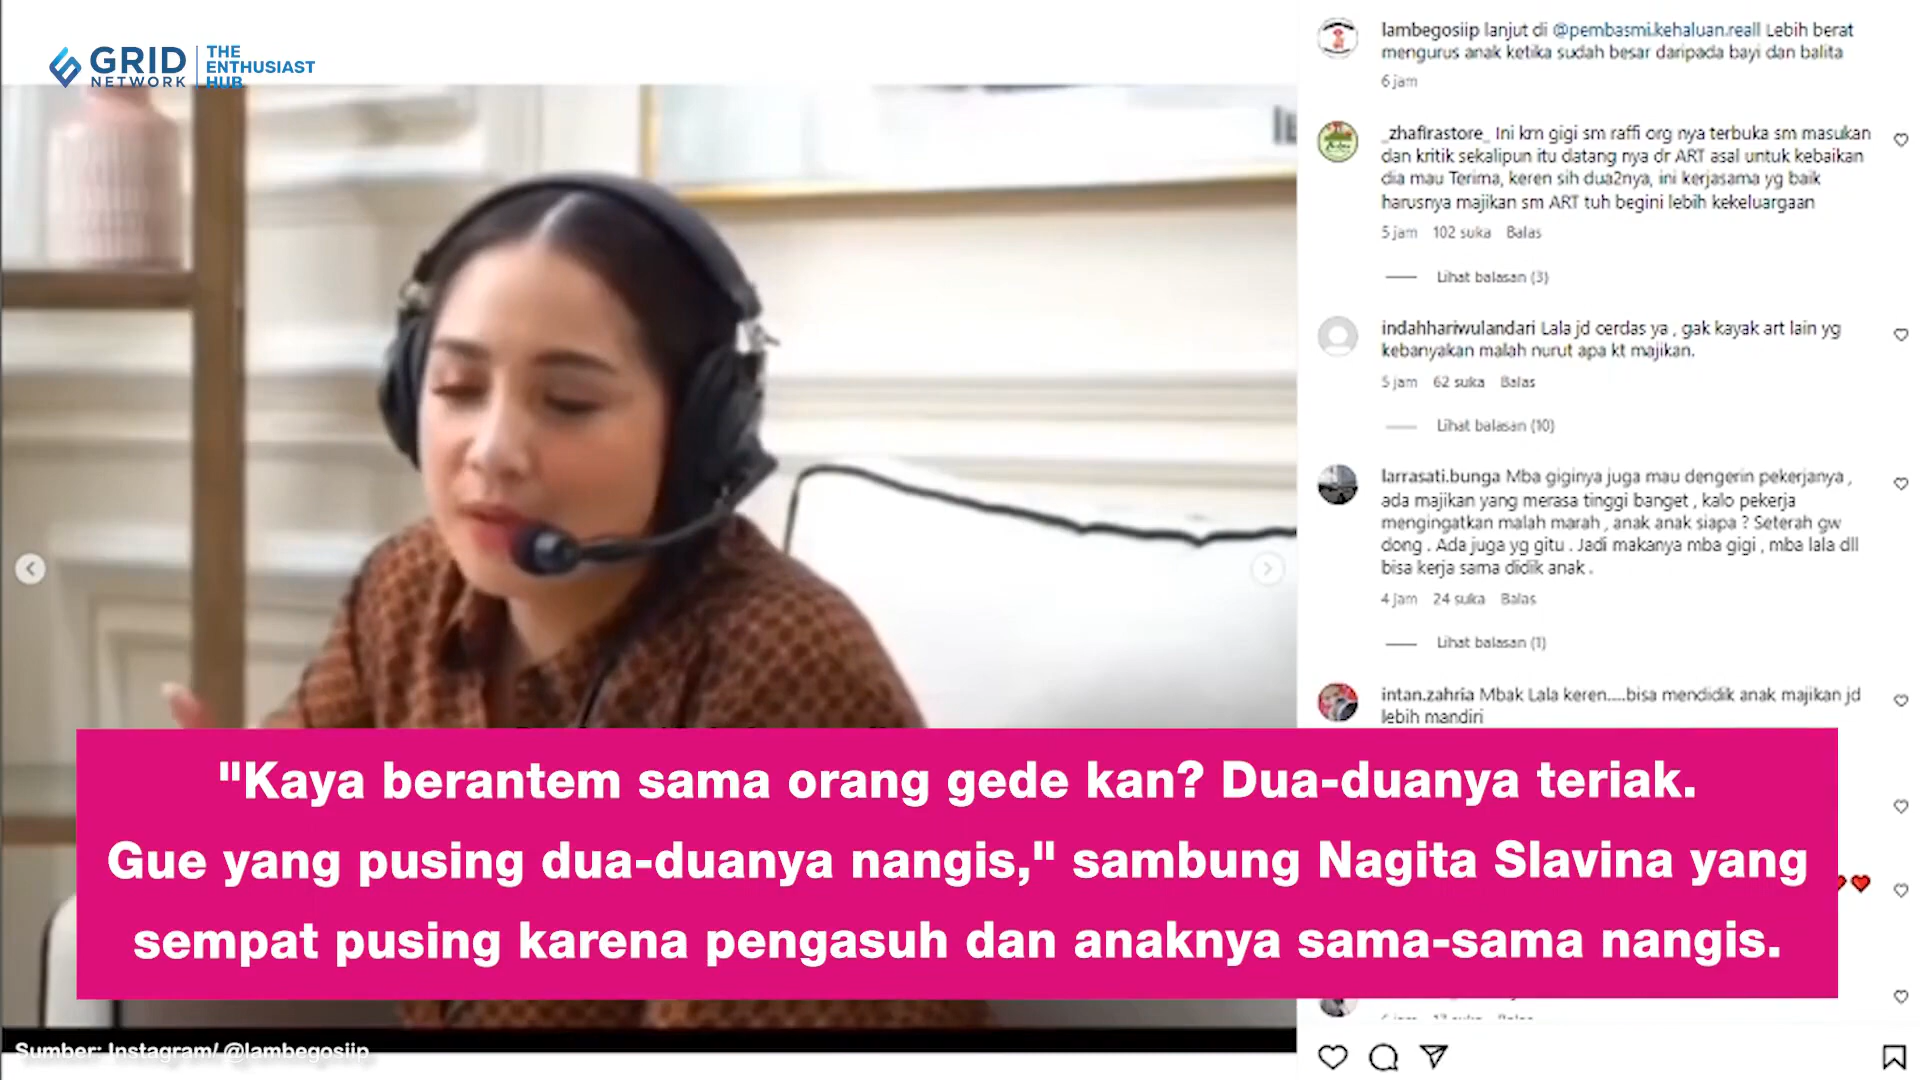 GRID
NETWORK
THE
ENTHUSIAST
HUB
lambegosiip lanjut di @pembasmi.kehaluan.reall Lebih berat
mengurus anak ketika sudah besar daripada bayi dan balita
6 jam
_zhafirastore_ Ini krn gigi sm raffi org nya terbuka sm masukan
dan kritik sekalipun itu datang nya dr ART asal untuk kebaikan
dia mau Terima, keren sih dua2nya, ini kerjasama yg baik
harusnya majikan sm ART tuh begini lebih kekeluargaan
5 jam 102 suka Balas
Lihat balasan (3)
indahhariwulandari Lala jd cerdas ya , gak kayak art lain yg
kebanyakan malah nurut apa kt majikan.
5 jam 62 suka Balas
Lihat balasan (10)
larrasati.bunga Mba giginya juga mau dengerin pekerjanya ,
ada majikan yang merasa tinggi banget , kalo pekerja
mengingatkan malah marah , anak anak siapa ? Seterah gw
dong . Ada juga yg gitu . Jadi makanya mba gigi , mba lala dll
bisa kerja sama didik anak .
4 jam 24 suka Balas
Lihat balasan (1)
intan.zahria Mbak Lala keren.....bisa mendidik anak majikan jd
lebih mandiri
"Kaya berantem sama orang gede kan? Dua-duanya teriak.
Gue yang pusing dua-duanya nangis," sambung Nagita Slavina yang
sempat pusing karena pengasuh dan anaknya sama-sama nangis.
Sumber: Instagram/ @lambegosiip